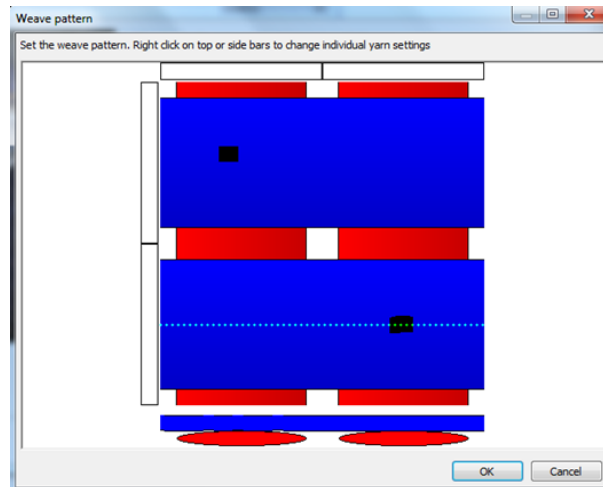 Weave pattern
Set the weave pattern. Right click on top or side bars to change individual yarn settings
OK
Cancel